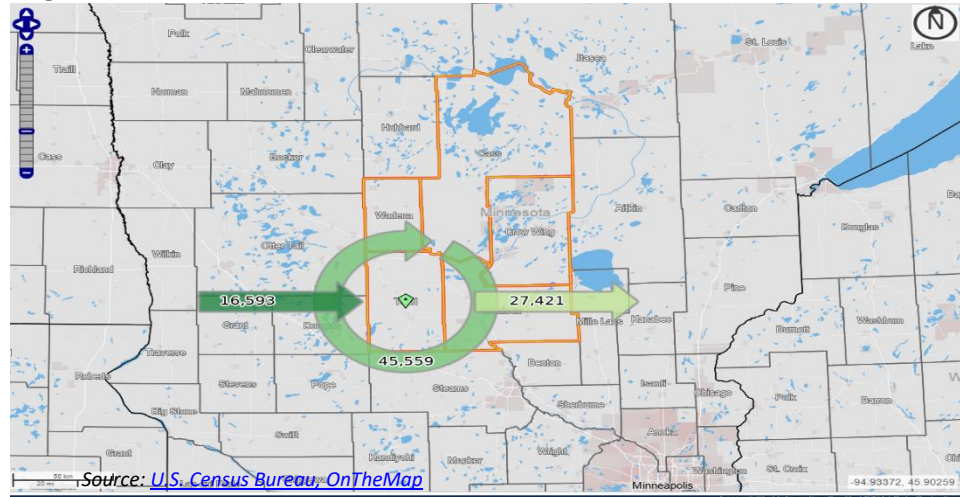 N
Polk
Clearwater
St. Louis
Lake
Itasca
Traill
Norman
Mahnomen
Hubbard
Cass
Cass
Clay
Becker
Wadena
Minnesota
Aitkin
Carlton
Crow Wing
Douglas
Otter Tail
Wilkin
Richland
Pine
16,593
27,421
Mille Lacs
Kanabec
Grant
Burnett
Washburn
45,559
Traverse
Benton
Roberts
Stevens
Pope
Stearns
Isanti
Chisago
Polk
Barron
Big Stone
Sherburne
Swift
Anoka
Grant
Kandiyohi
Meeker
Wright
Washington
St. Croix
Source: U.S. Census Bureau, OnTheMap
Minneapolis
-94.93372, 45.90259